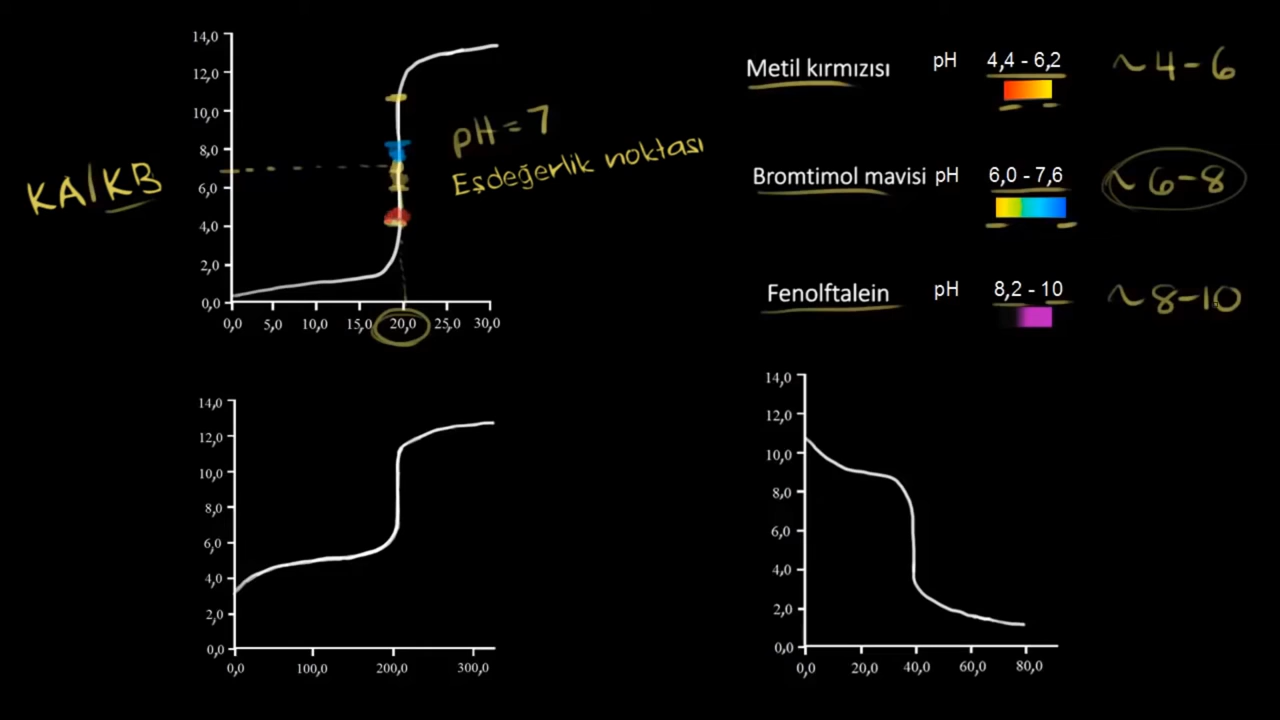 14,0
12,0
10,0
8,0
6,0
4,0
2,0
0,0
0,0 5,0 10,0 15,0 20,0 25,0 30,0
KA/KB
pH = 7
Eşdeğerlik noktası
Metil kırmızısı pH 4,4 - 6,2 ~4-6
Bromtimol mavisi pH 6,0 - 7,6 ~6-8
Fenolftalein pH 8,2 - 10 ~8-10
14,0
12,0
10,0
8,0
6,0
4,0
2,0
0,0
0,0 100,0 200,0 300,0
14,0
12,0
10,0
8,0
6,0
4,0
2,0
0,0
0,0 20,0 40,0 60,0 80,0